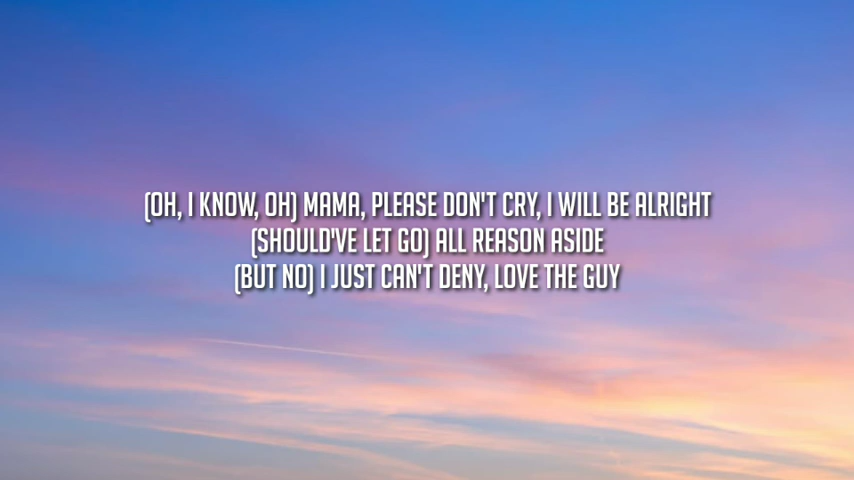 (OH, I KNOW, OH) MAMA, PLEASE DON'T CRY, I WILL BE ALRIGHT
(SHOULD'VE LET GO) ALL REASON ASIDE
(BUT NO) I JUST CAN'T DENY, LOVE THE GUY